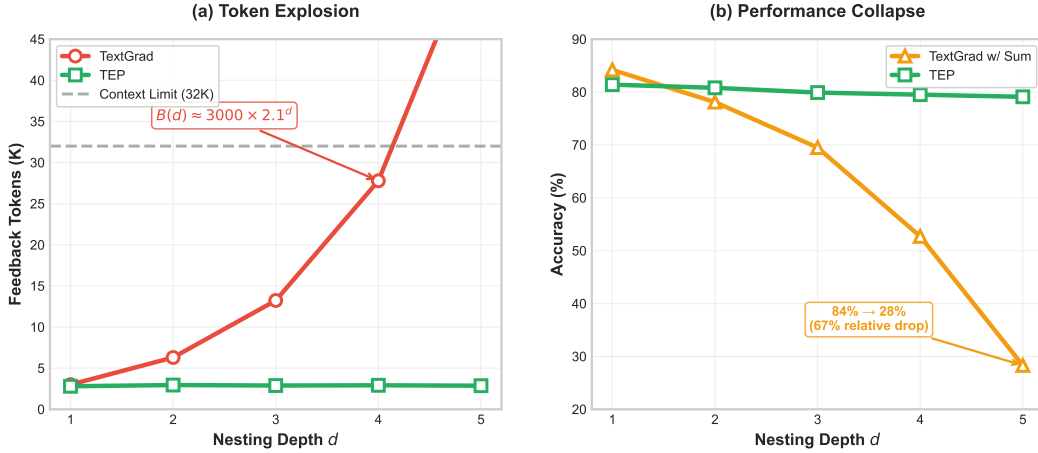 (a) Token Explosion
45
40
35
30
25
20
15
10
5
0
Feedback Tokens (K)
TextGrad
TEP
Context Limit (32K)
B(d) ≈ 3000 × 2.1^d
1 2 3 4 5
Nesting Depth d
(b) Performance Collapse
90
80
70
60
50
40
30
20
Accuracy (%)
TextGrad w/ Sum
TEP
84% → 28%
(67% relative drop)
1 2 3 4 5
Nesting Depth d